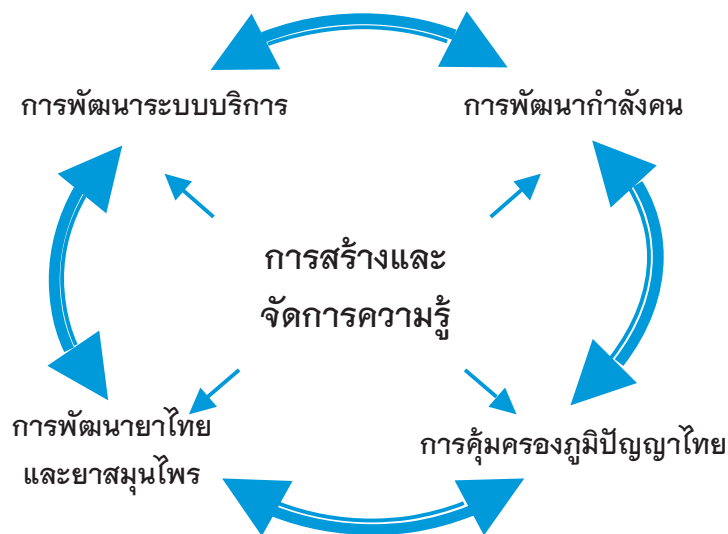 การพัฒนาระบบบริการ
การพัฒนากำลังคน
การสร้างและ
จัดการความรู้
การพัฒนายาไทย
และยาสมุนไพร
การคุ้มครองภูมิปัญญาไทย